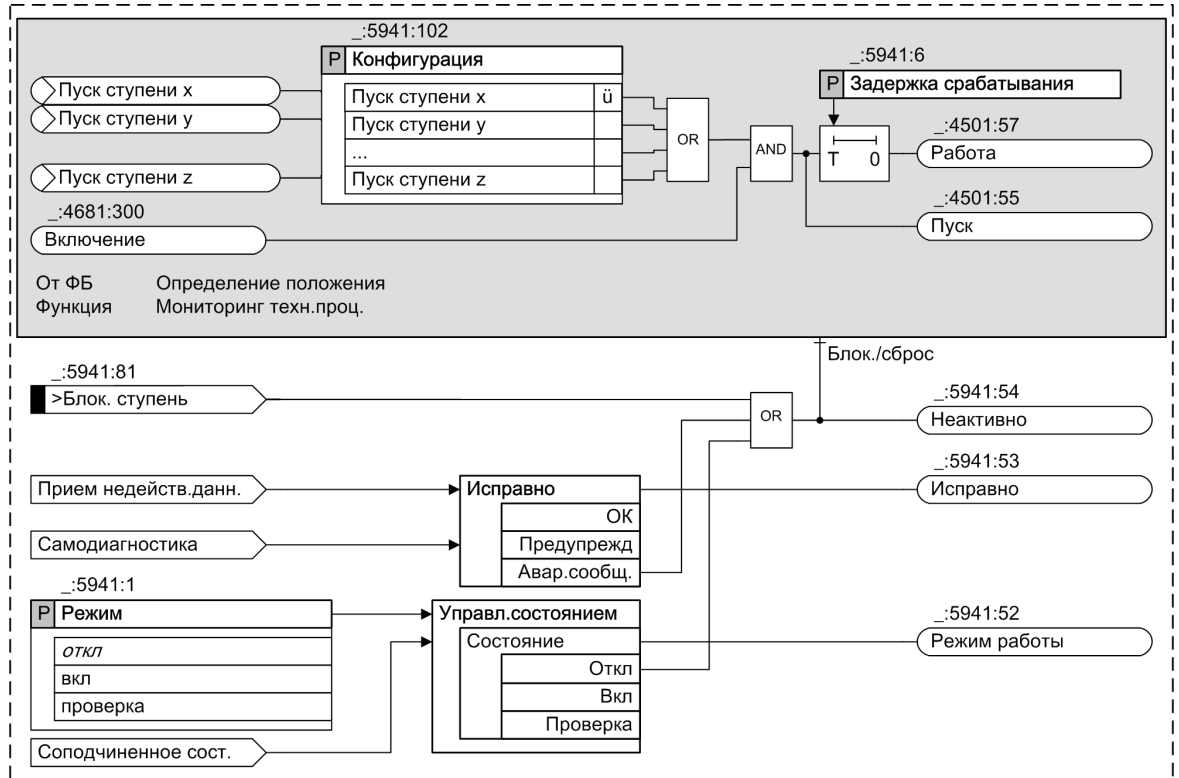 _:5941:102
P Конфигурация
_:5941:6
P Задержка срабатывания
Пуск ступени x
Пуск ступени x ü
Пуск ступени y
Пуск ступени y
...
Пуск ступени z
Пуск ступени z
OR
AND
T 0
_:4501:57
Работа
_:4501:55
Пуск
_:4681:300
Включение
От ФБ Определение положения
Функция Мониторинг техн.проц.
Блок./сброс
_:5941:81
>Блок. ступень
OR
_:5941:54
Неактивно
_:5941:53
Исправно
Прием недейств.данн.
Исправно
ОК
Самодиагностика
Предупрежд
Авар.сообщ.
_:5941:1
P Режим
откл
вкл
проверка
Управл.состоянием
Состояние
Откл
Вкл
Проверка
_:5941:52
Режим работы
Соподчиненное сост.